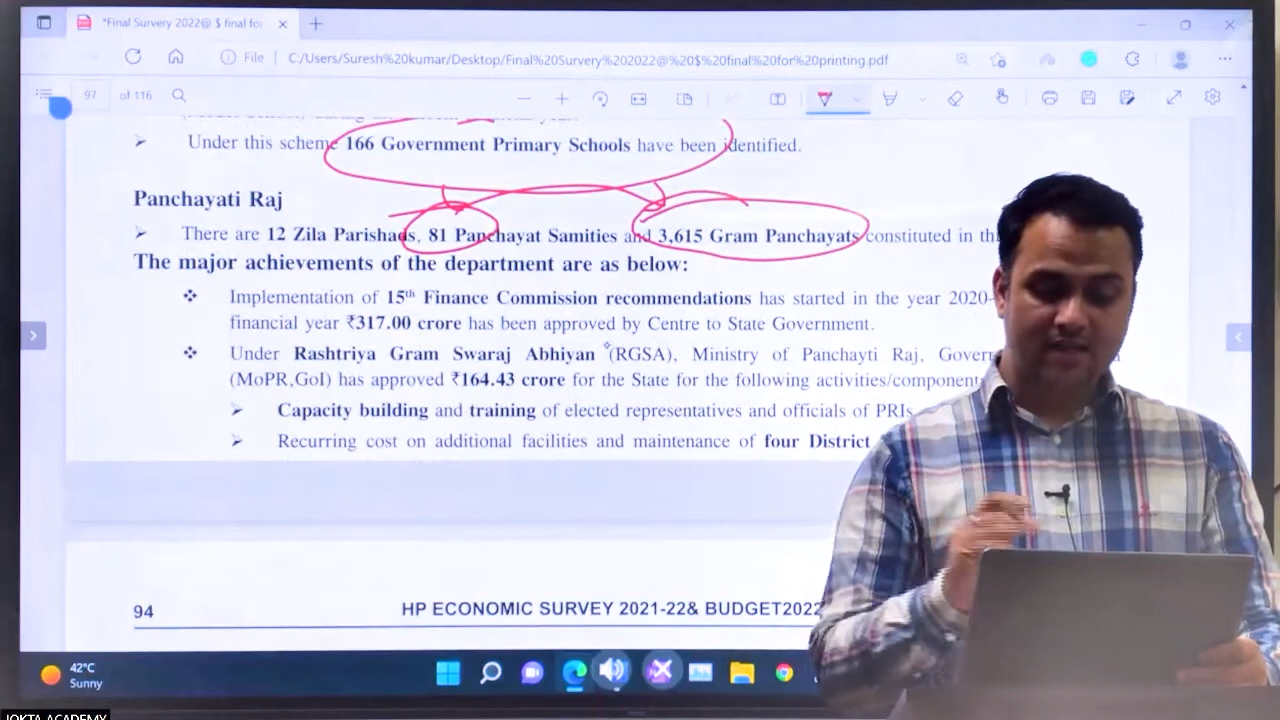 *Final Survery 2022@ $ final fo
File
C:/Users/Suresh%20kumar/Desktop/Final%20Survery%202022@%20$%20final%20for%20printing.pdf
97 of 116
Under this scheme 166 Government Primary Schools have been identified.
Panchayati Raj
There are 12 Zila Parishads, 81 Panchayat Samities and 3,615 Gram Panchayats constituted in th
The major achievements of the department are as below:
Implementation of 15th Finance Commission recommendations has started in the year 2020-
financial year ₹317.00 crore has been approved by Centre to State Government.
Under Rashtriya Gram Swaraj Abhiyan (RGSA), Ministry of Panchayti Raj, Gover
(MoPR,GoI) has approved ₹164.43 crore for the State for the following activities/component
Capacity building and training of elected representatives and officials of PRIs
Recurring cost on additional facilities and maintenance of four District
94 HP ECONOMIC SURVEY 2021-22& BUDGET2022
42°C
Sunny
JOKTA ACADEMY